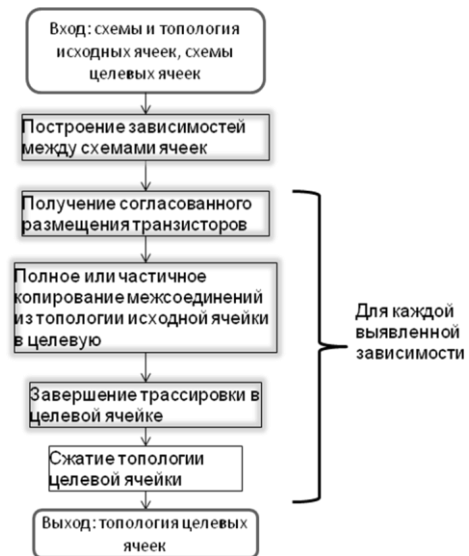 Вход: схемы и топология
исходных ячеек, схемы
целевых ячеек
Построение зависимостей
между схемами ячеек
Получение согласованного
размещения транзисторов
Полное или частичное
копирование межсоединений
из топологии исходной ячейки
в целевую
Для каждой
выявленной
зависимости
Завершение трассировки в
целевой ячейке
Сжатие топологии
целевой ячейки
Выход: топология целевых
ячеек